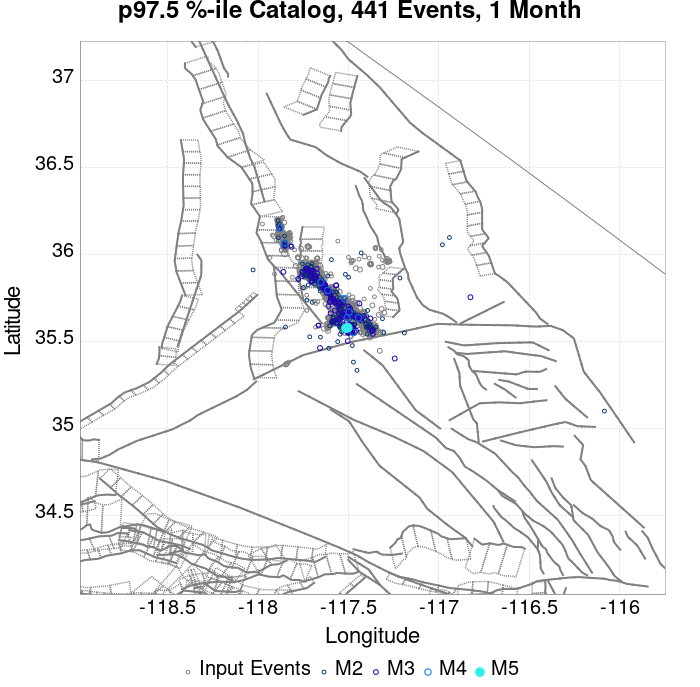 p97.5 %-ile Catalog, 441 Events, 1 Month
37
36.5
36
35.5
35
34.5
Latitude
-118.5 -118 -117.5 -117 -116.5 -116
Longitude
Input Events M2 M3 M4 M5